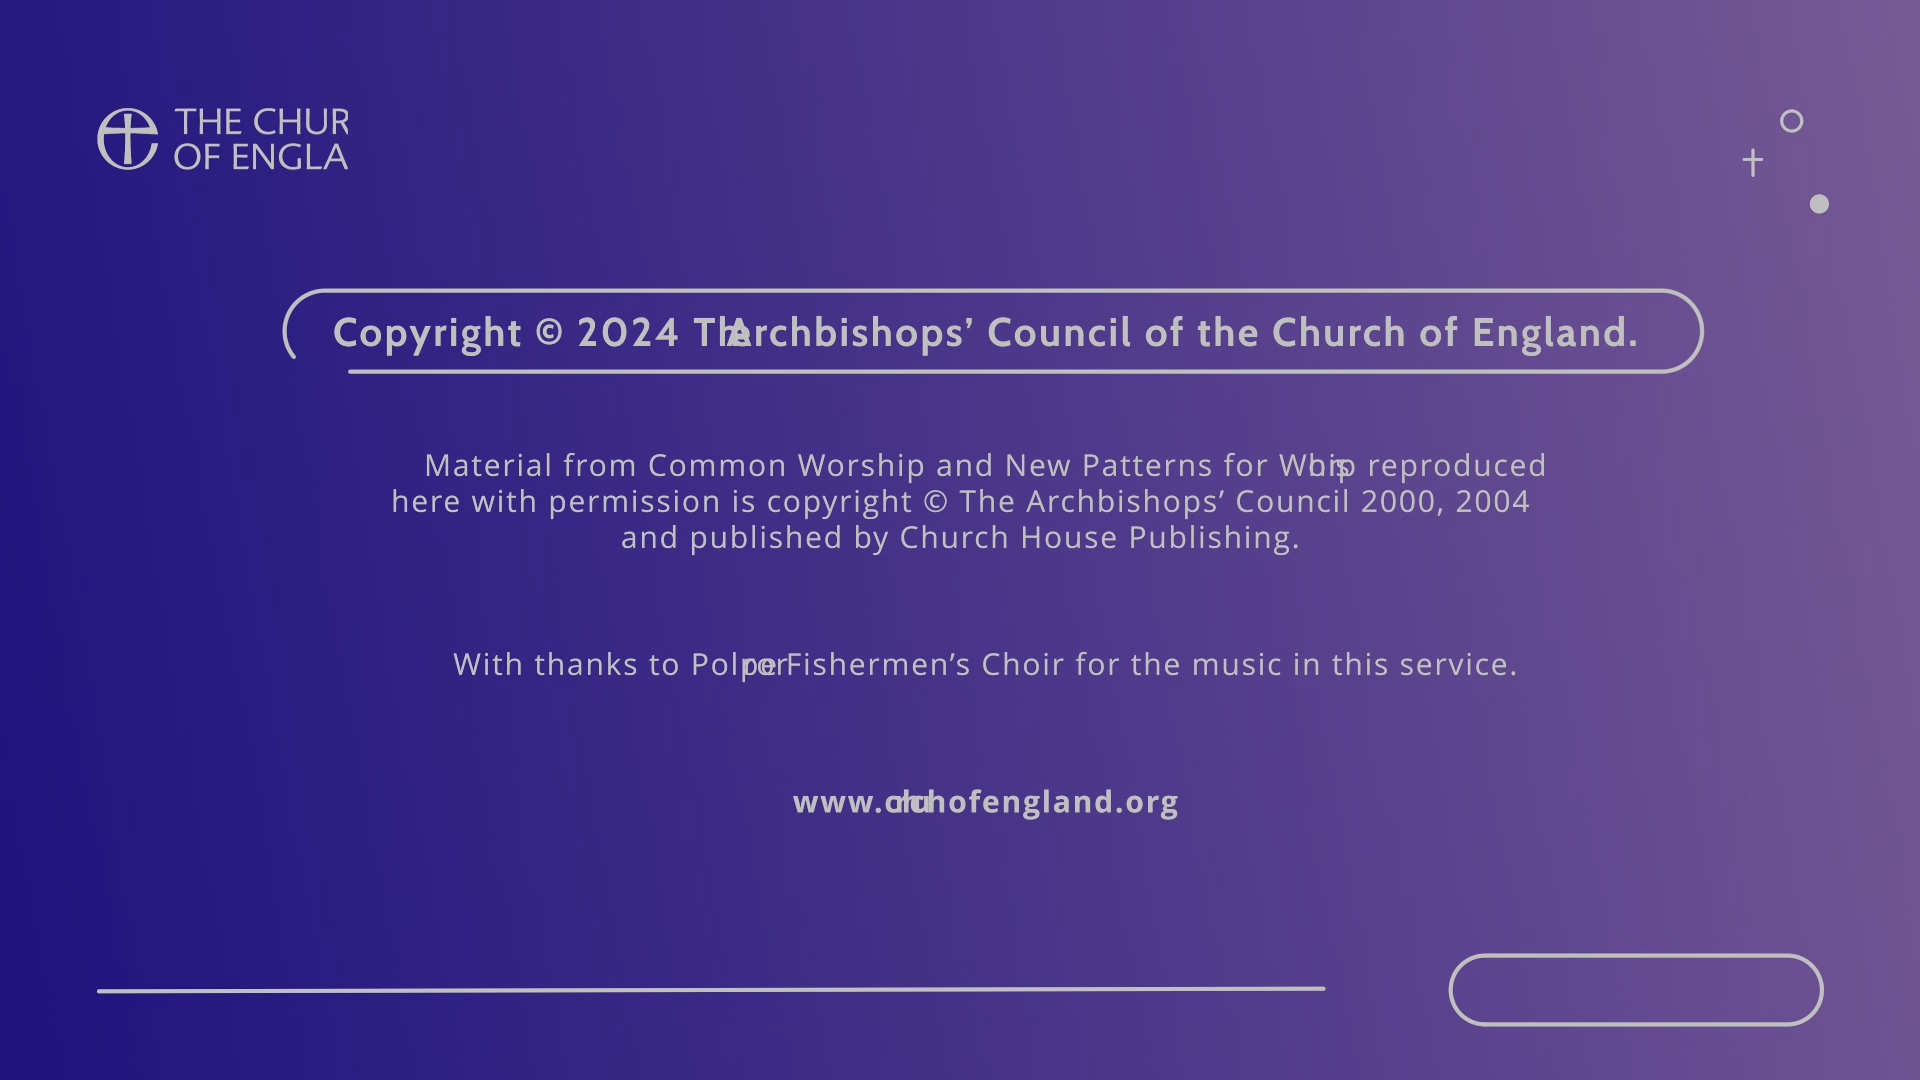 THE CHUR
OF ENGLA
Copyright © 2024 The Archbishops’ Council of the Church of England.
Material from Common Worship and New Patterns for Worship reproduced
here with permission is copyright © The Archbishops’ Council 2000, 2004
and published by Church House Publishing.
With thanks to Polperro Fishermen’s Choir for the music in this service.
www.churchofengland.org